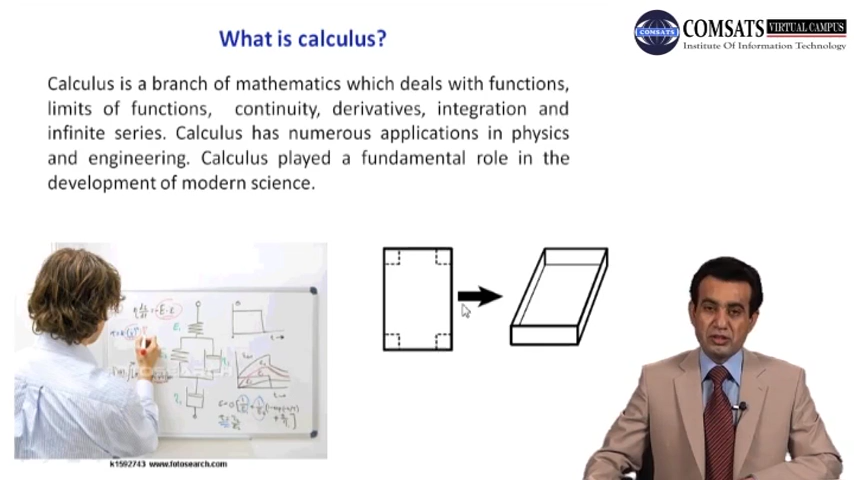 What is calculus?
COMSATS VIRTUAL CAMPUS
Institute Of Information Technology
COMSATS
Calculus is a branch of mathematics which deals with functions,
limits of functions, continuity, derivatives, integration and
infinite series. Calculus has numerous applications in physics
and engineering. Calculus played a fundamental role in the
development of modern science.
k1592743 www.fotosearch.com